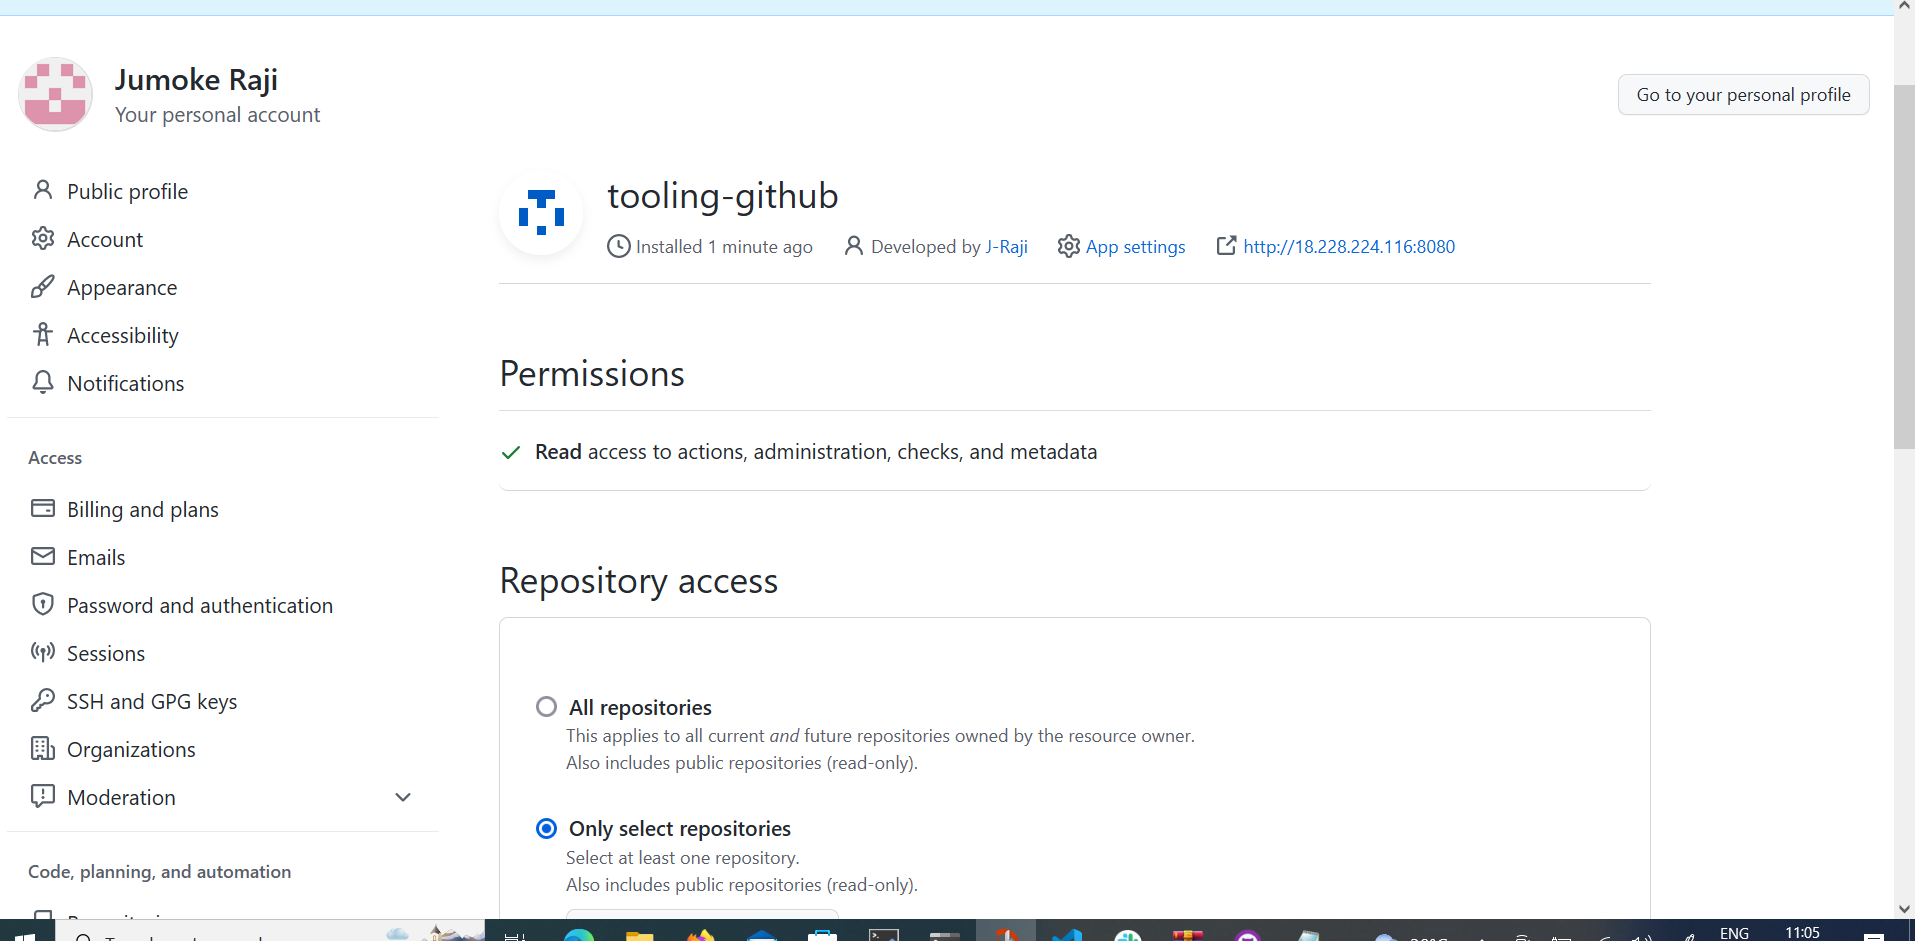 Jumoke Raji
Your personal account
Go to your personal profile
Public profile
Account
Appearance
Accessibility
Notifications
Access
Billing and plans
Emails
Password and authentication
Sessions
SSH and GPG keys
Organizations
Moderation
Code, planning, and automation
tooling-github
Installed 1 minute ago Developed by J-Raji App settings http://18.228.224.116:8080
Permissions
Read access to actions, administration, checks, and metadata
Repository access
All repositories
This applies to all current and future repositories owned by the resource owner.
Also includes public repositories (read-only).
Only select repositories
Select at least one repository.
Also includes public repositories (read-only).
ENG
11:05